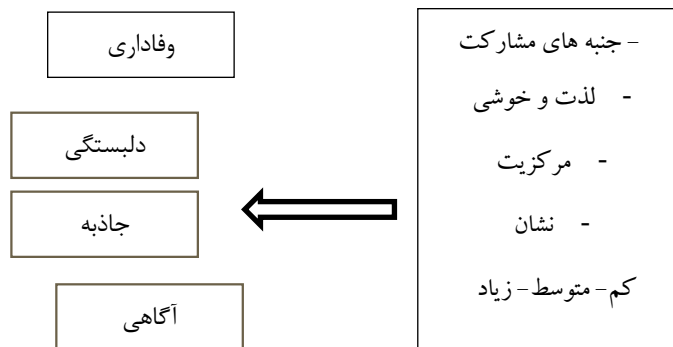 – جنبه های مشارکت
- لذت و خوشی
- مرکزیت
- نشان
کم – متوسط – زیاد
وفاداری
دلبستگی
جاذبه
آگاهی